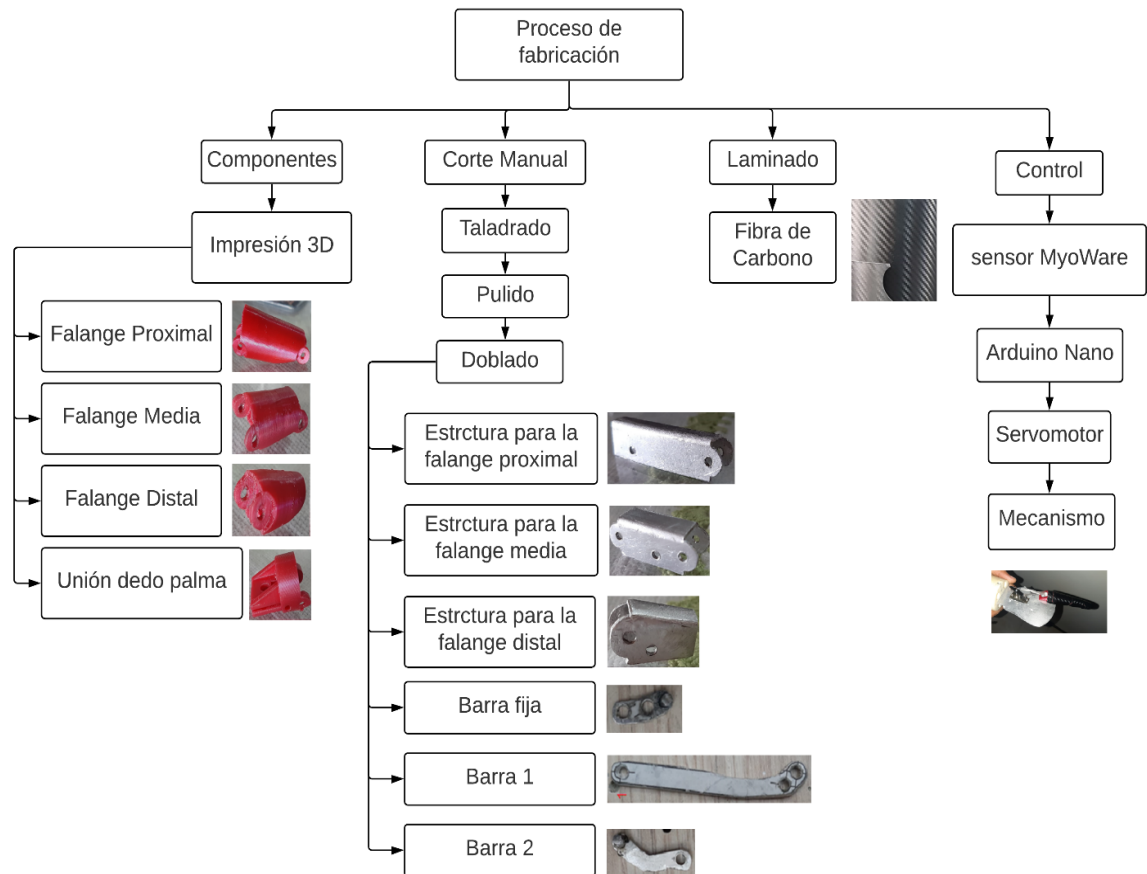 Proceso de
fabricación
Componentes
Corte Manual
Laminado
Control
Impresión 3D
Taladrado
Fibra de
Carbono
sensor MyoWare
Pulido
Falange Proximal
Doblado
Arduino Nano
Falange Media
Estrctura para la
falange proximal
Servomotor
Falange Distal
Estrctura para la
falange media
Mecanismo
Unión dedo palma
Estrctura para la
falange distal
Barra fija
Barra 1
Barra 2